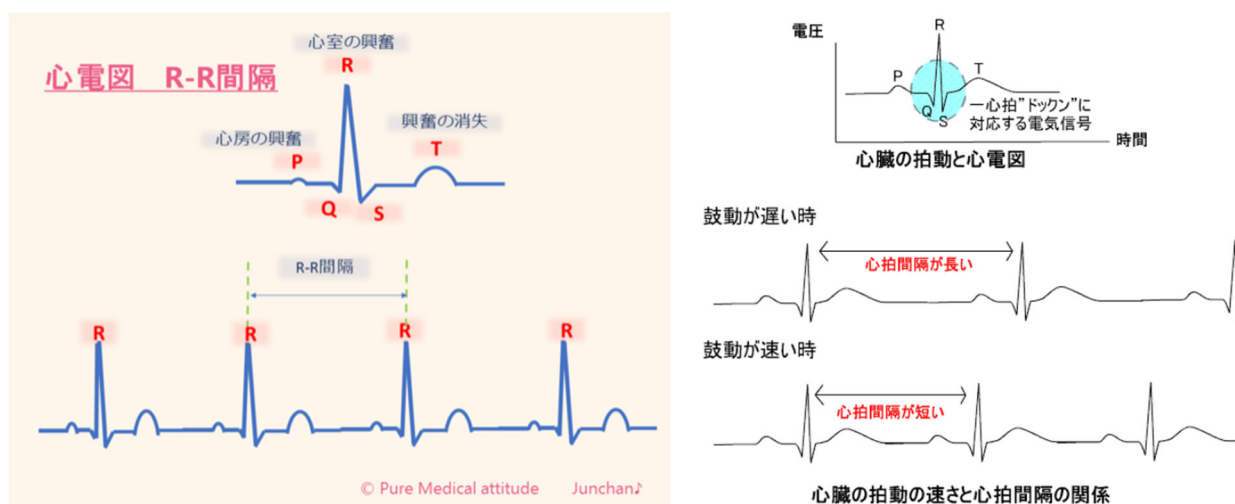 心電図 R-R間隔
心室の興奮
R
心房の興奮
P
興奮の消失
T
Q
S
R-R間隔
R
R
R
R
© Pure Medical attitude Junchan♪
電圧
R
P
T
Q
S
一心拍”ドックン”に
対応する電気信号
時間
心臓の拍動と心電図
鼓動が遅い時
心拍間隔が長い
鼓動が速い時
心拍間隔が短い
心臓の拍動の速さと心拍間隔の関係